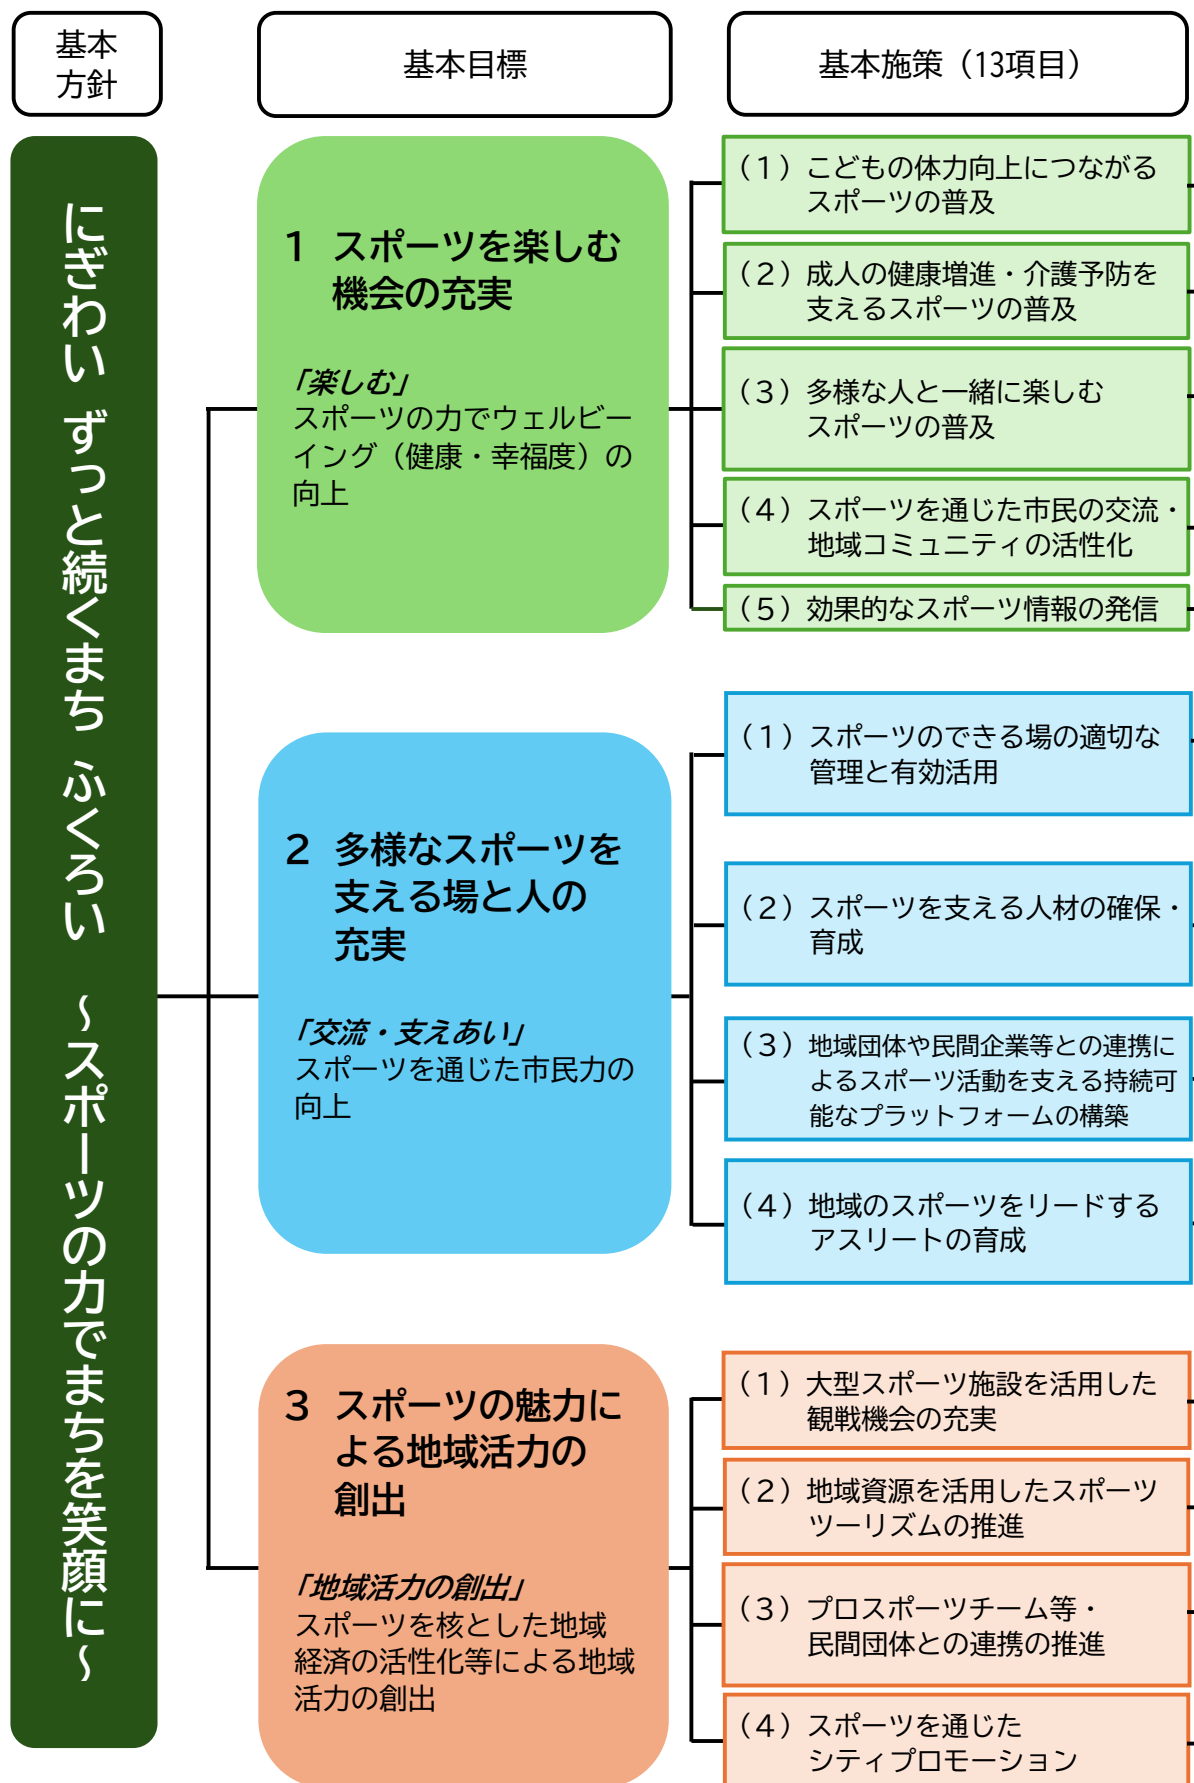 基本
方針
基本目標
基本施策（13項目）
にぎわい ずっと続くまち ふくろい ～スポーツの力でまちを笑顔に～
1 スポーツを楽しむ
機会の充実
「楽しむ」
スポーツの力でウェルビー
イング（健康・幸福度）の
向上
（1）こどもの体力向上につながる
スポーツの普及
（2）成人の健康増進・介護予防を
支えるスポーツの普及
（3）多様な人と一緒に楽しむ
スポーツの普及
（4）スポーツを通じた市民の交流・
地域コミュニティの活性化
（5）効果的なスポーツ情報の発信
2 多様なスポーツを
支える場と人の
充実
「交流・支えあい」
スポーツを通じた市民力の
向上
（1）スポーツのできる場の適切な
管理と有効活用
（2）スポーツを支える人材の確保・
育成
（3）地域団体や民間企業等との連携に
よるスポーツ活動を支える持続可
能なプラットフォームの構築
（4）地域のスポーツをリードする
アスリートの育成
3 スポーツの魅力に
よる地域活力の
創出
「地域活力の創出」
スポーツを核とした地域
経済の活性化等による地域
活力の創出
（1）大型スポーツ施設を活用した
観戦機会の充実
（2）地域資源を活用したスポーツ
ツーリズムの推進
（3）プロスポーツチーム等・
民間団体との連携の推進
（4）スポーツを通じた
シティプロモーション